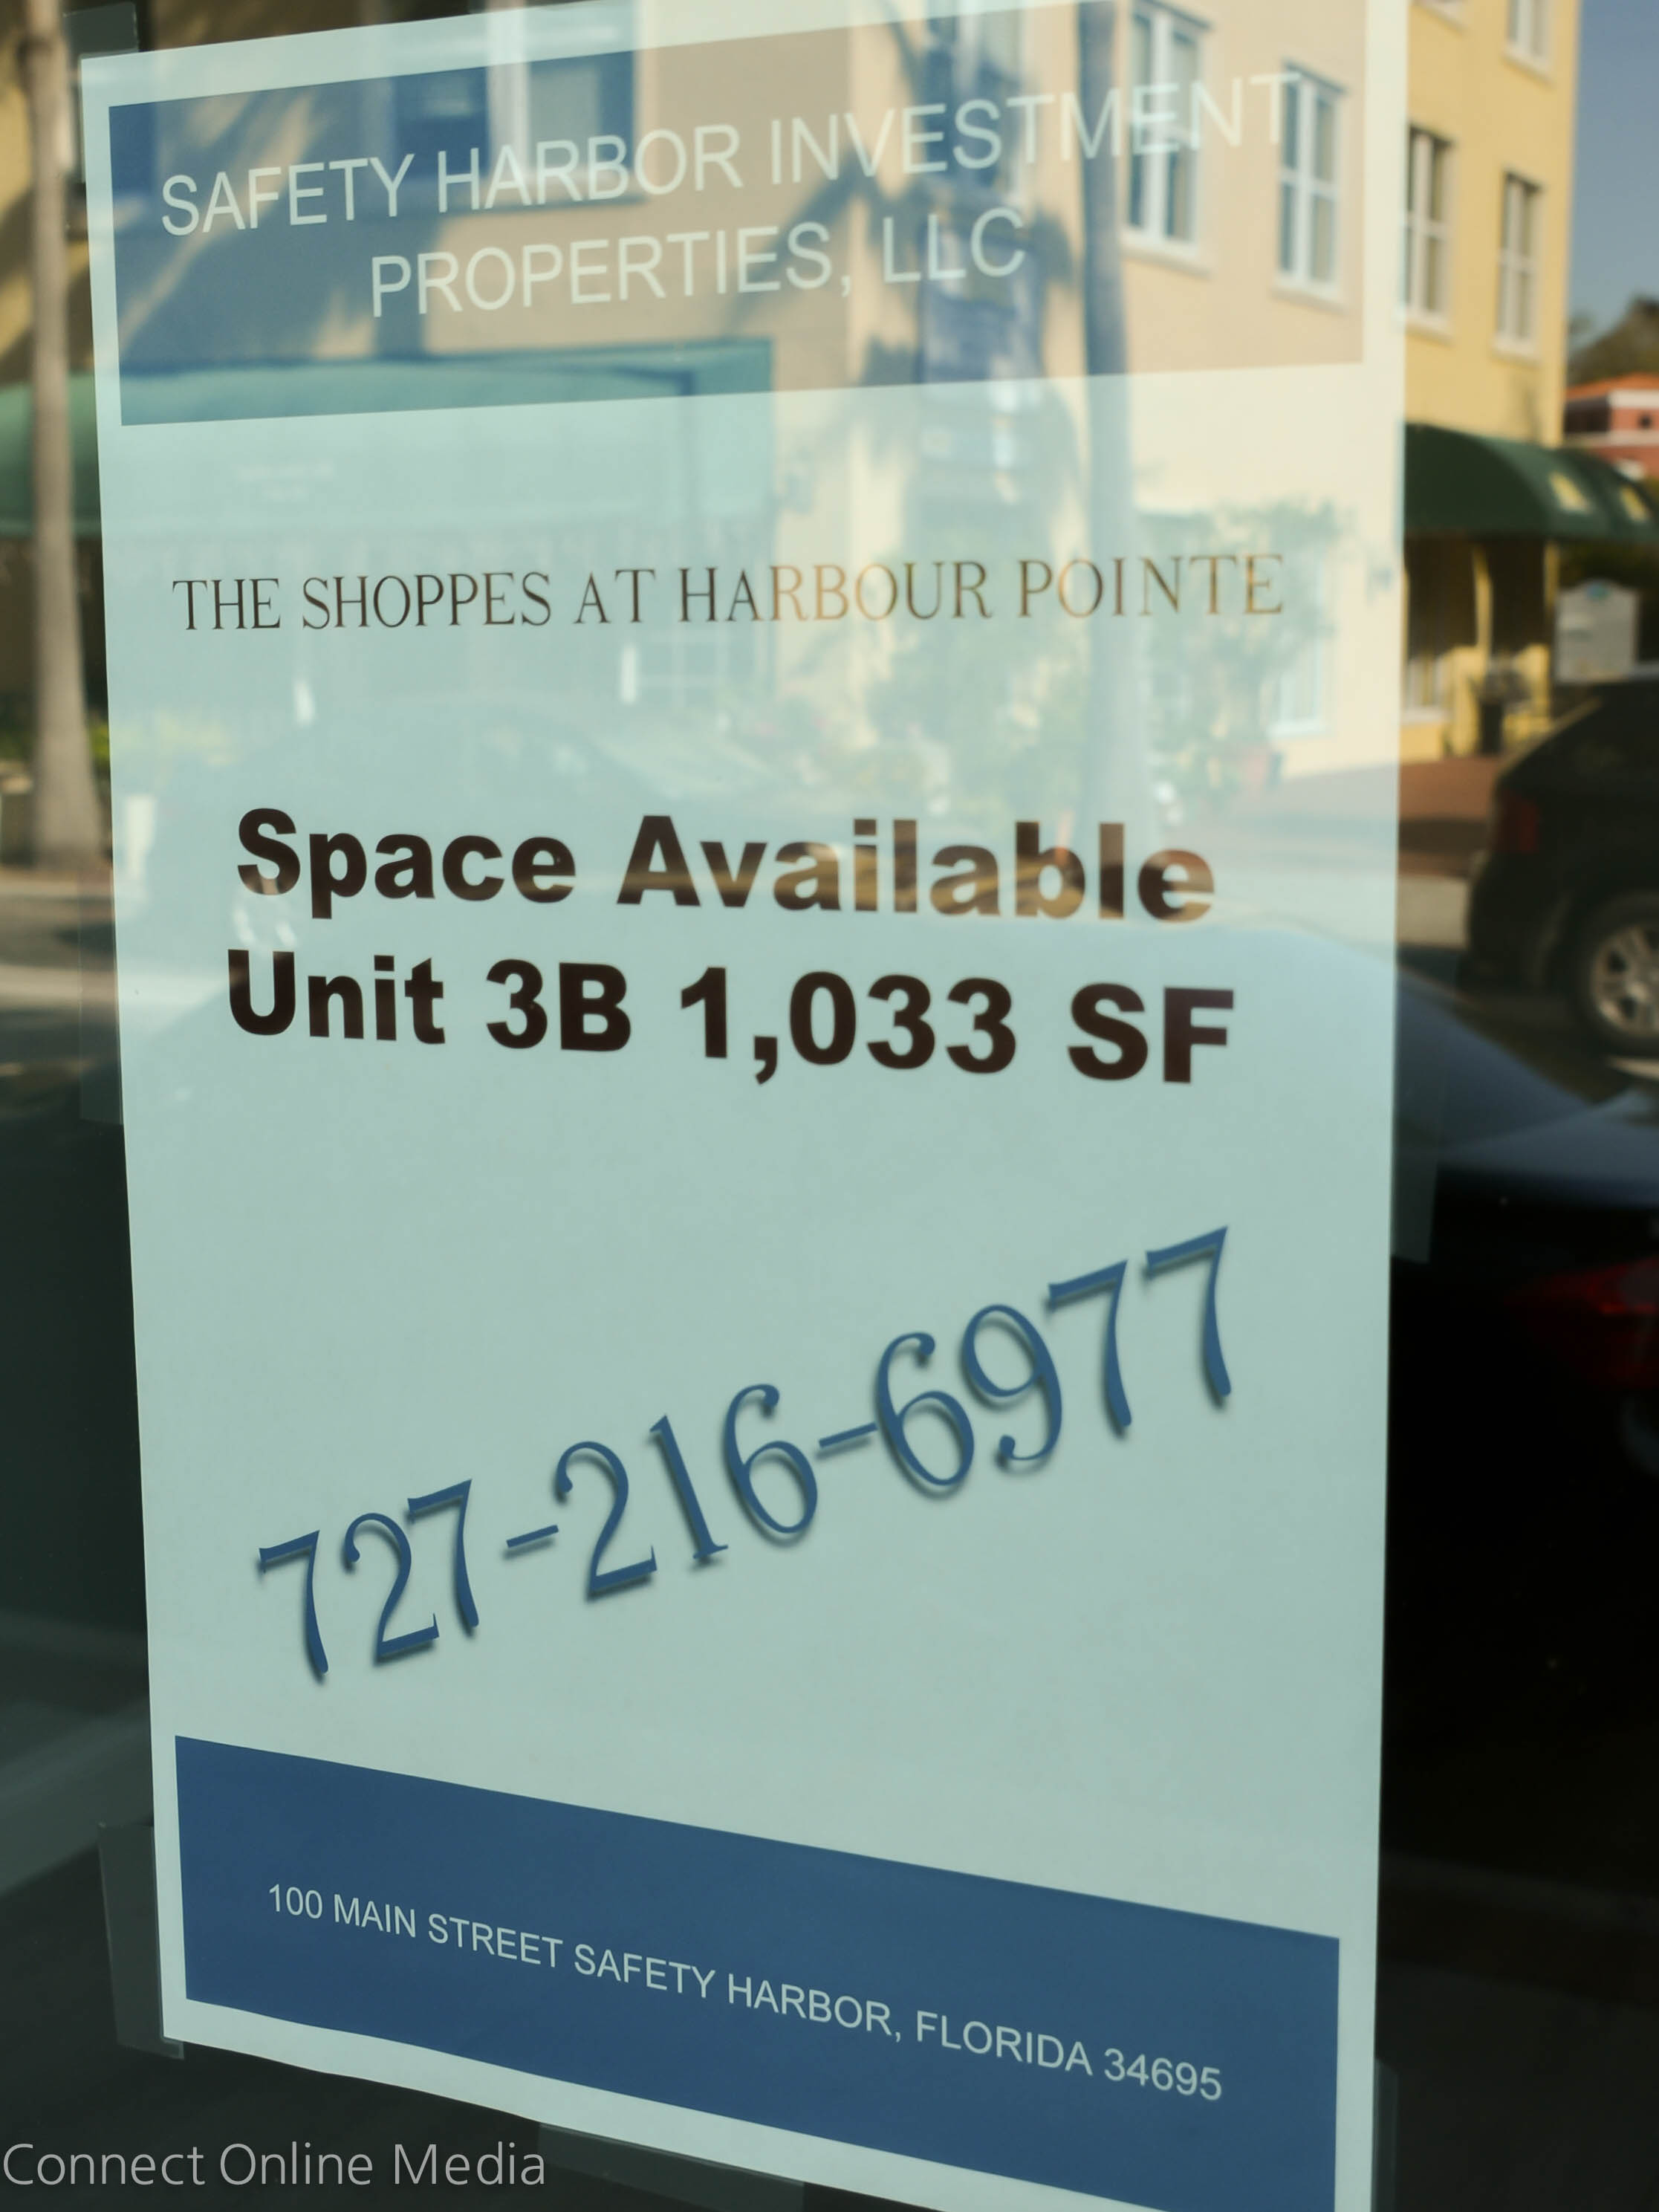 SAFETY HARBOR INVESTMENT
PROPERTIES, LLC
THE SHOPPES AT HARBOUR POINTE
Space Available
Unit 3B 1,033 SF
727-216-6977
100 MAIN STREET SAFETY HARBOR, FLORIDA 34695
Connect Online Media